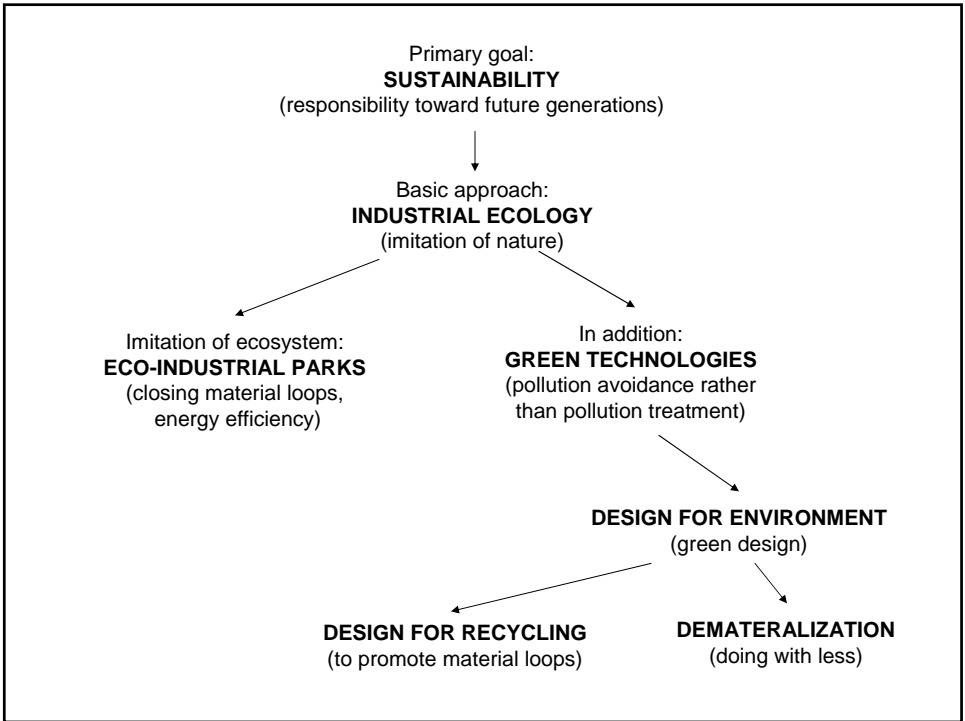 Primary goal:
SUSTAINABILITY
(responsibility toward future generations)
Basic approach:
INDUSTRIAL ECOLOGY
(imitation of nature)
Imitation of ecosystem:
ECO-INDUSTRIAL PARKS
(closing material loops,
energy efficiency)
In addition:
GREEN TECHNOLOGIES
(pollution avoidance rather
than pollution treatment)
DESIGN FOR ENVIRONMENT
(green design)
DESIGN FOR RECYCLING
(to promote material loops)
DEMATERALIZATION
(doing with less)